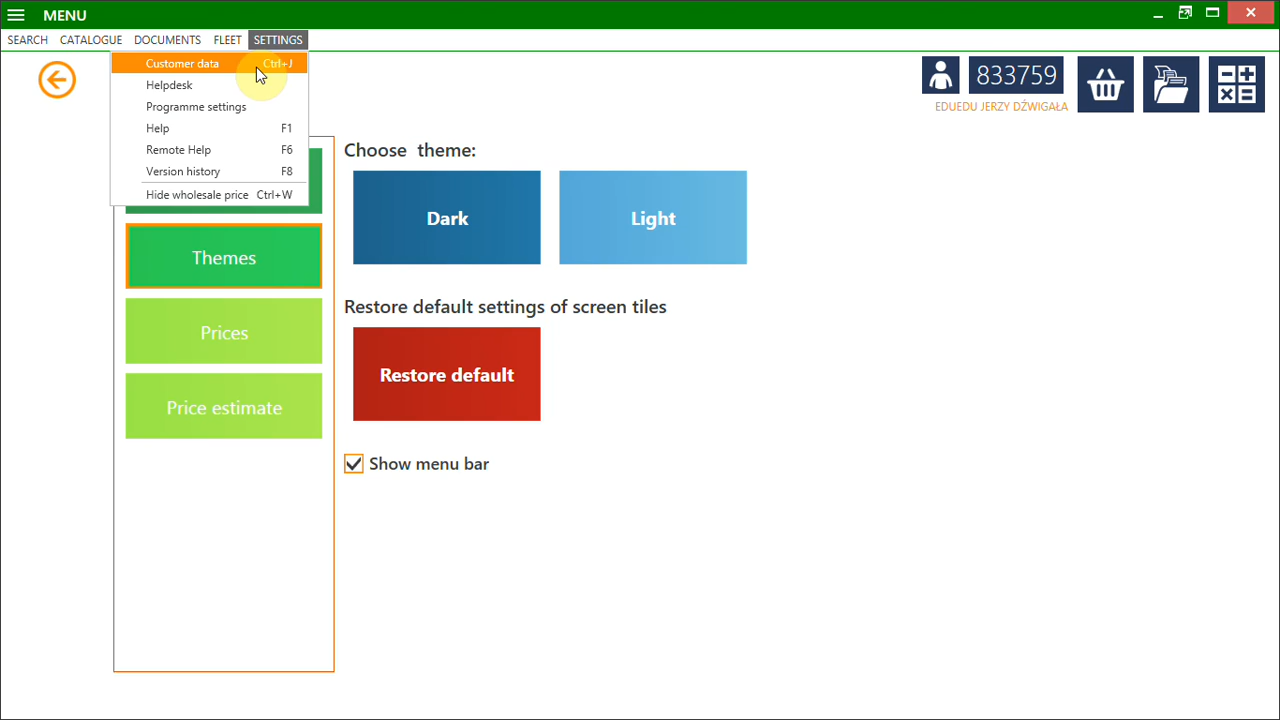 MENU
SEARCH CATALOGUE DOCUMENTS FLEET SETTINGS
Customer data Ctrl+J
Helpdesk
Programme settings
Help F1
Remote Help F6
Version history F8
Hide wholesale price Ctrl+W
833759
EDUEDU JERZY DŹWIGAŁA
Themes
Prices
Price estimate
Choose theme:
Dark Light
Restore default settings of screen tiles
Restore default
Show menu bar